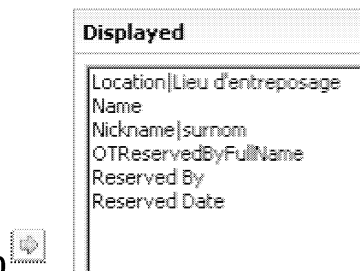 Displayed
Location|Lieu d'entreposage
Name
Nickname|surnom
OTReservedByFullName
Reserved By
Reserved Date